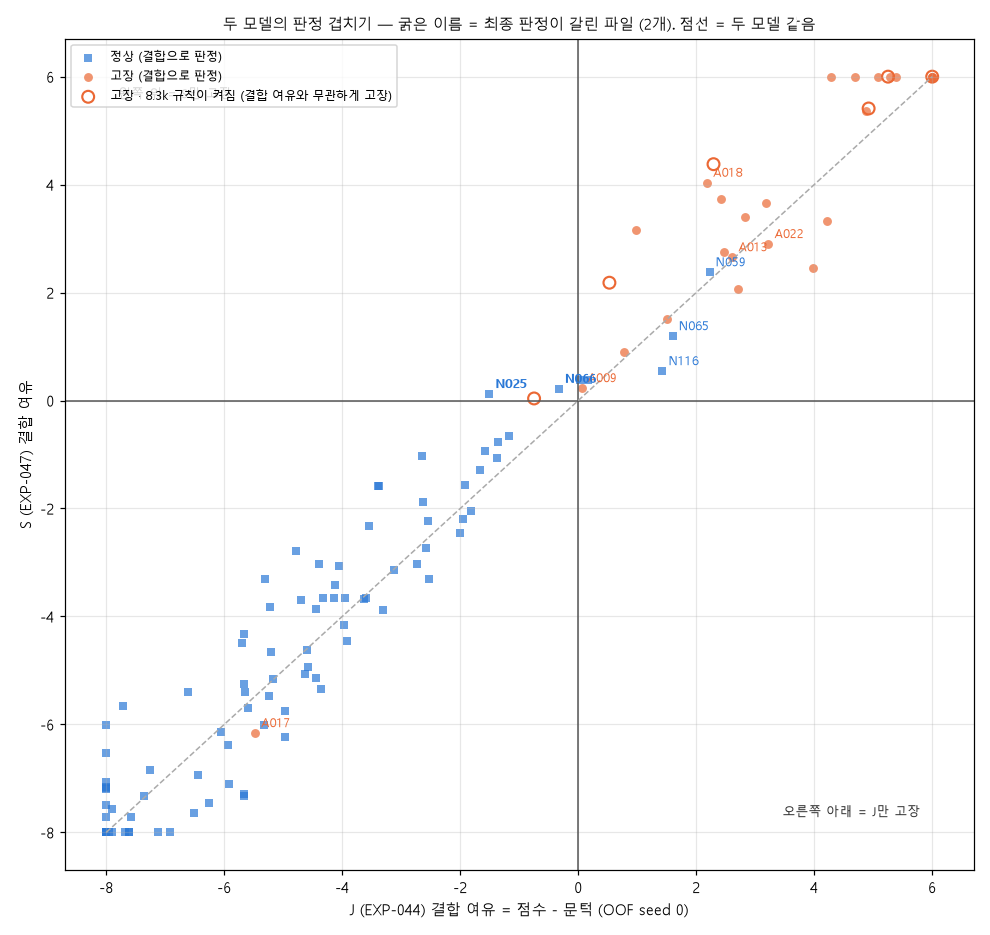 두 모델의 판정 겹치기 — 굵은 이름 = 최종 판정이 갈린 파일 (2개). 점선 = 두 모델 같음
정상 (결합으로 판정)
고장 (결합으로 판정)
고장 · 8.3k 규칙이 켜짐 (결합 여유와 무관하게 고장)
A018
A022
A013
N059
N065
N116
N025
N066
A017
오른쪽 아래 = J만 고장
6
4
2
0
-2
-4
-6
-8
S (EXP-047) 결합 여유
-8
-6
-4
-2
0
2
4
6
J (EXP-044) 결합 여유 = 점수 - 문턱 (OOF seed 0)